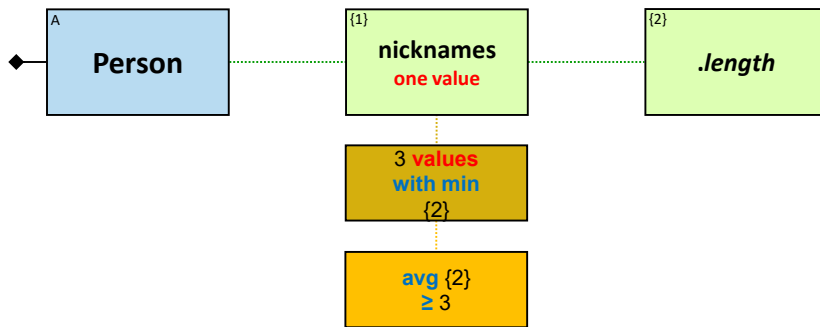 A
Person
{1}
nicknames
one value
{2}
.length
3 values
with min
{2}
avg {2}
≥ 3